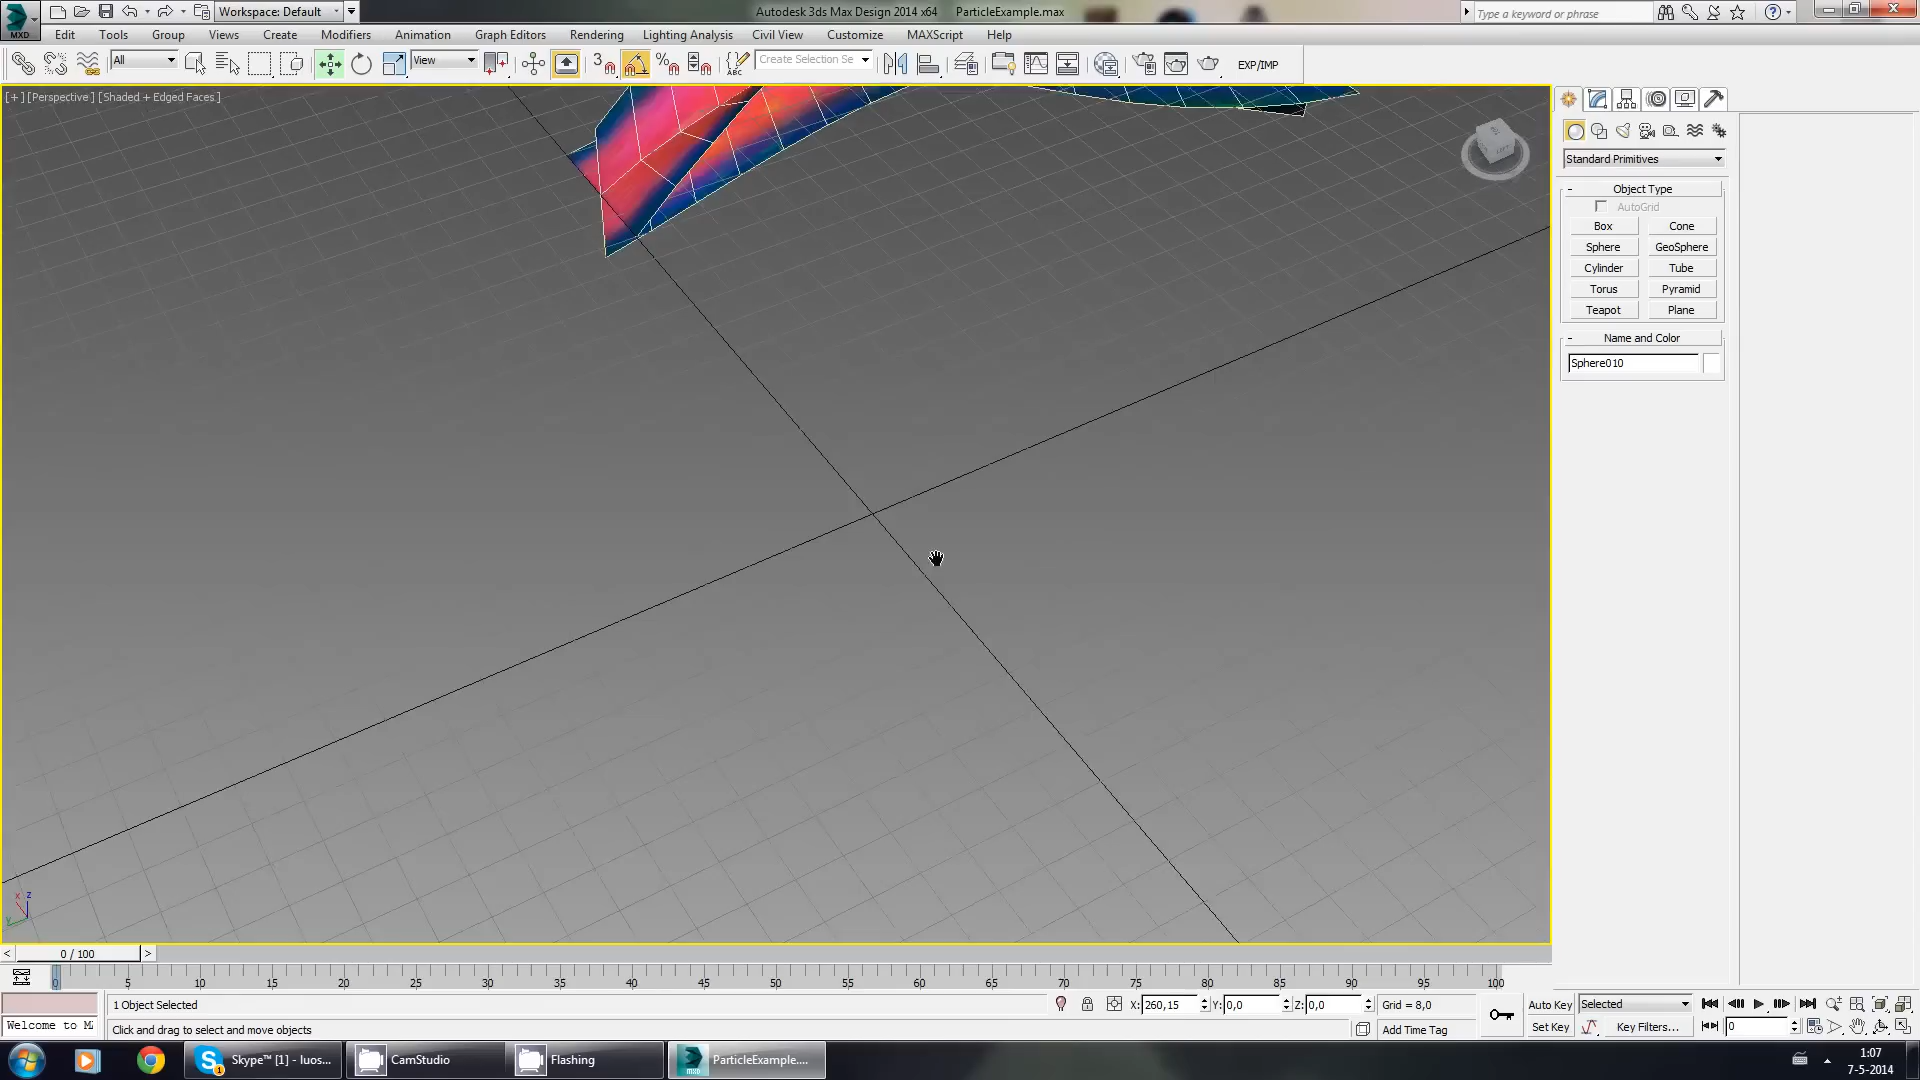 Workspace: Default
Autodesk 3ds Max Design 2014 x64 ParticleExample.max
Type a keyword or phrase
MXD
Edit Tools Group Views Create Modifiers Animation Graph Editors Rendering Lighting Analysis Civil View Customize MAXScript Help
All
View
3
ABC
Create Selection Se
EXP/IMP
[+] [Perspective] [Shaded + Edged Faces]
Standard Primitives
- Object Type
AutoGrid
Box Cone
Sphere GeoSphere
Cylinder Tube
Torus Pyramid
Teapot Plane
- Name and Color
Sphere010
x z
y
< 0 / 100 >
0 5 10 15 20 25 30 35 40 45 50 55 60 65 70 75 80 85 90 95 100
1 Object Selected
X: 260,15 Y: 0,0 Z: 0,0 Grid = 8,0
Auto Key Selected
Welcome to M
Click and drag to select and move objects
Add Time Tag
Set Key Key Filters...
0
Skype™ [1] - luos...
CamStudio
Flashing
ParticleExample....
1:07
7-5-2014